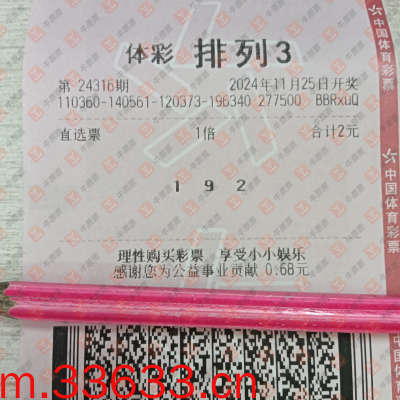 体彩 排列3
第 24316期 2024年11月25日开奖
110360-140561-120373-196340 277500 BBRxuQ
直选票 1倍 合计2元
1 9 2
理性购买彩票 享受小小娱乐
感谢您为公益事业贡献 0.68元
m.33633.cn
中国体育彩票
中国体育彩票